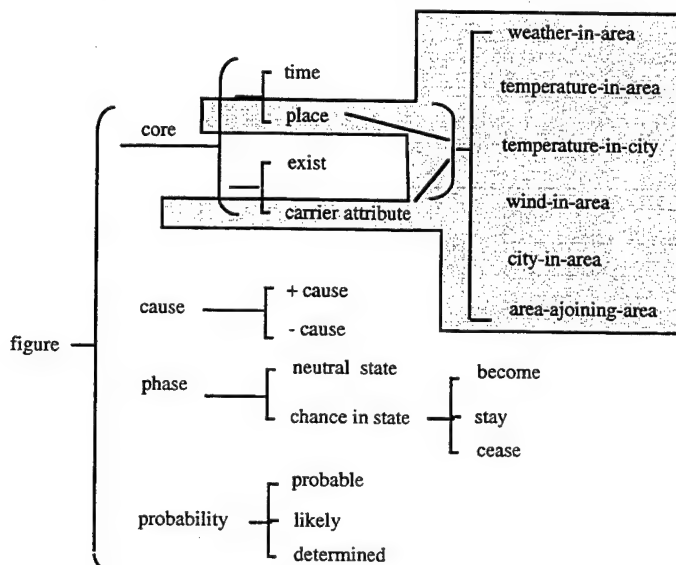 weather-in-area
time
temperature-in-area
place
core
temperature-in-city
exist
wind-in-area
carrier attribute
city-in-area
+ cause
area-ajoining-area
cause
- cause
figure
neutral state
become
phase
chance in state
stay
cease
probable
probability
likely
determined